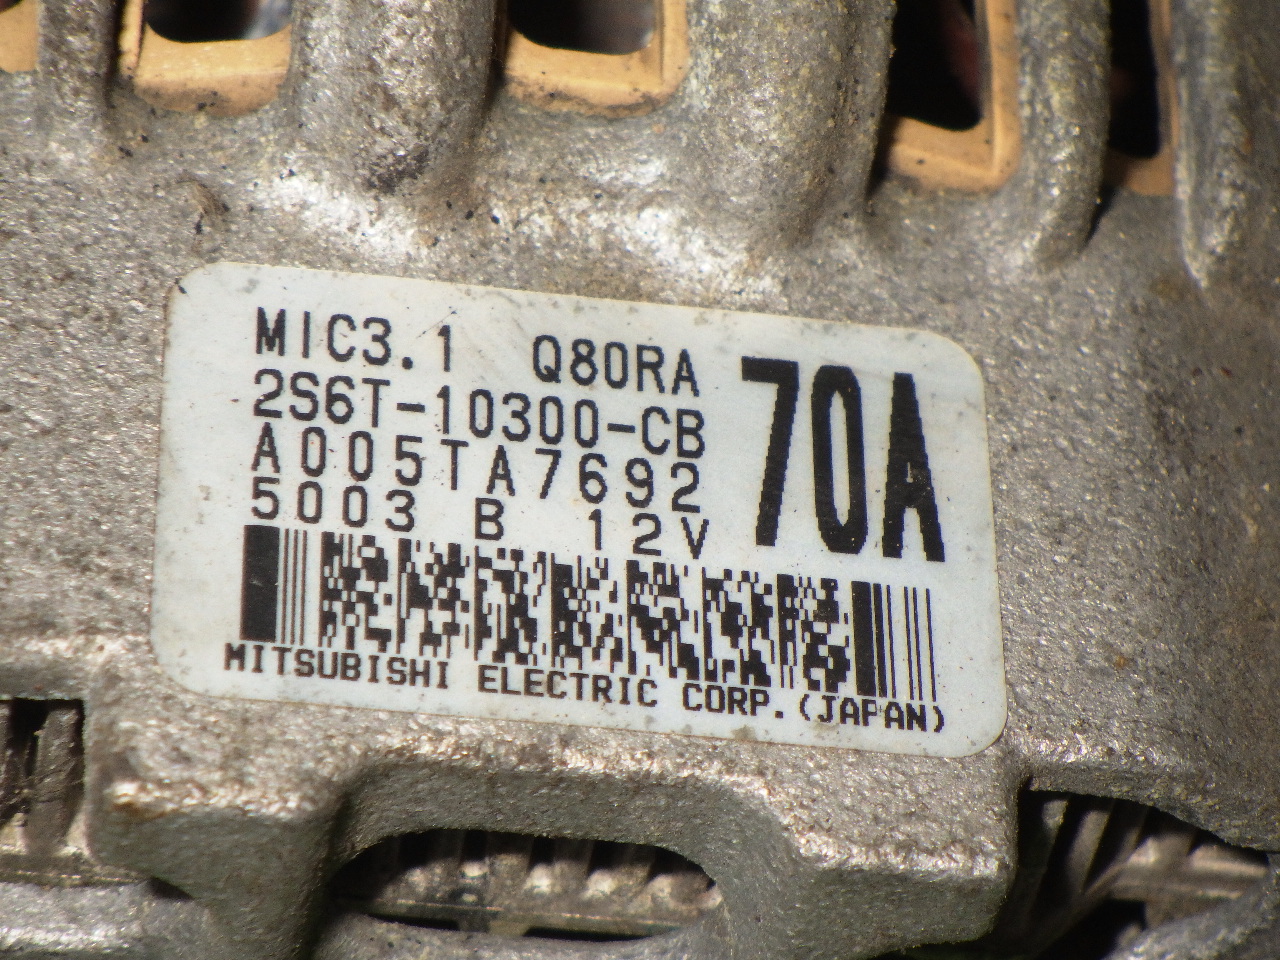 MIC3.1 Q80RA
70A
2S6T-10300-CB
A005TA7692
5003 B 12V
MITSUBISHI ELECTRIC CORP.(JAPAN)